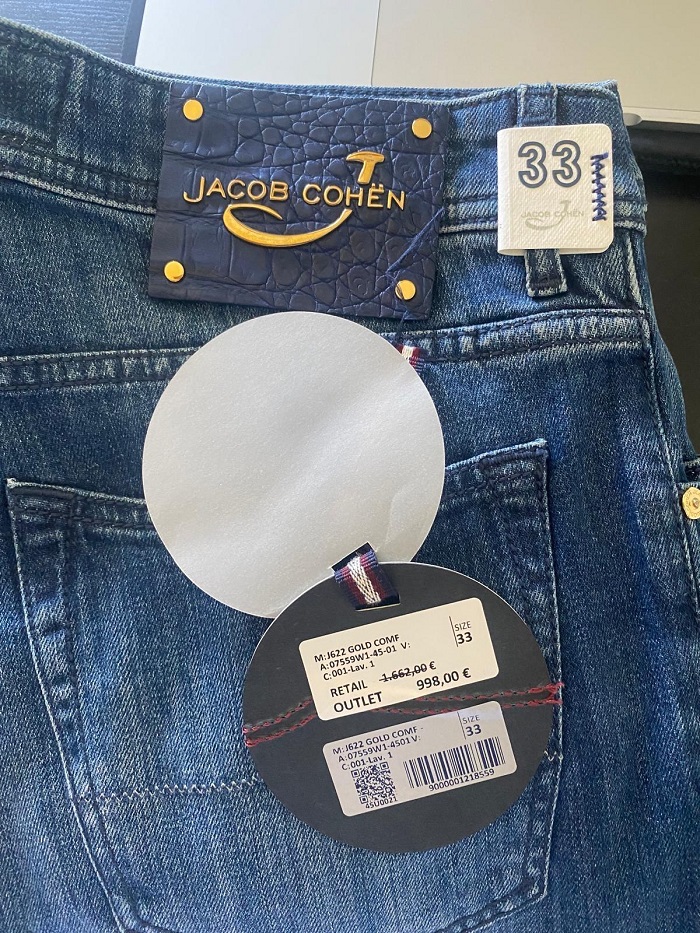 JACOB COHËN
33
JACOB COHËN
M:J622 GOLD COMF
A:07559W1-45-01 V:
C:001-Lav. 1
SIZE
33
RETAIL 1.662,00 €
OUTLET 998,00 €
M:J622 GOLD COMF -
A:07559W1-4501 V:
C:001-Lav. 1
SIZE
33
45U0021
9000001218559